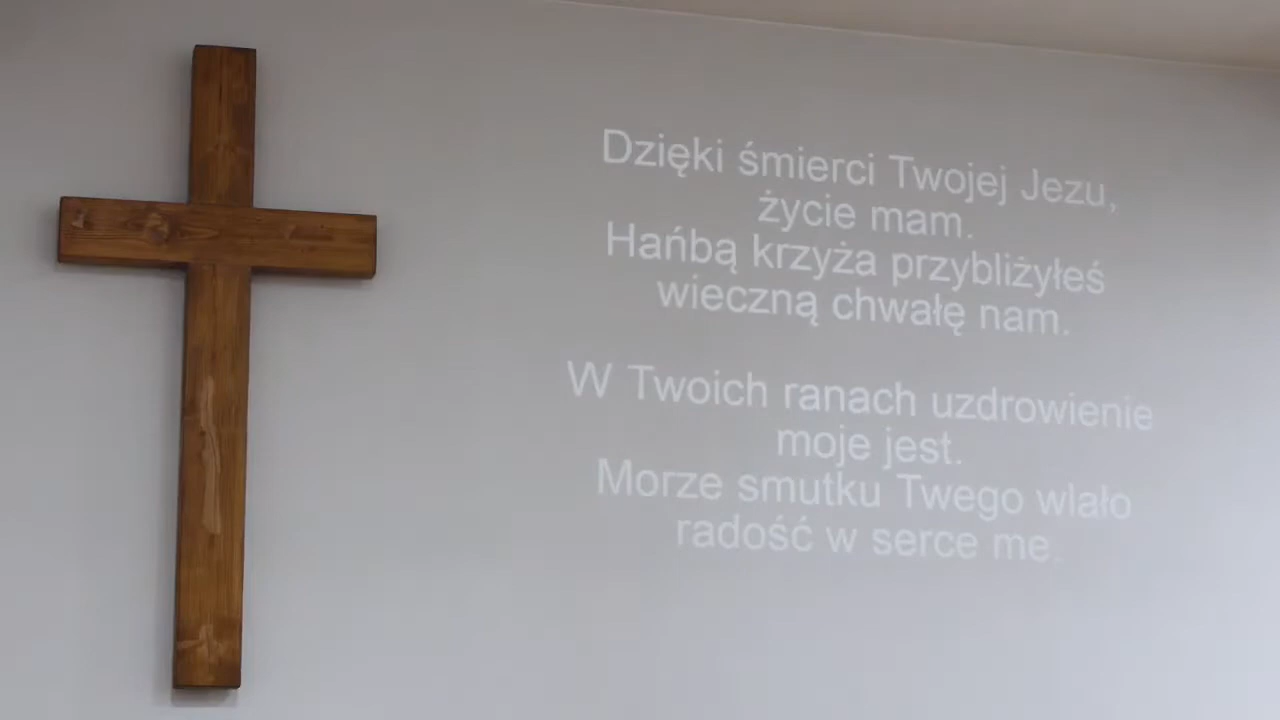 Dzięki śmierci Twojej Jezu,
życie mam.
Hańbą krzyża przybliżyłeś
wieczną chwałę nam.
W Twoich ranach uzdrowienie
moje jest.
Morze smutku Twego wlało
radość w serce me.